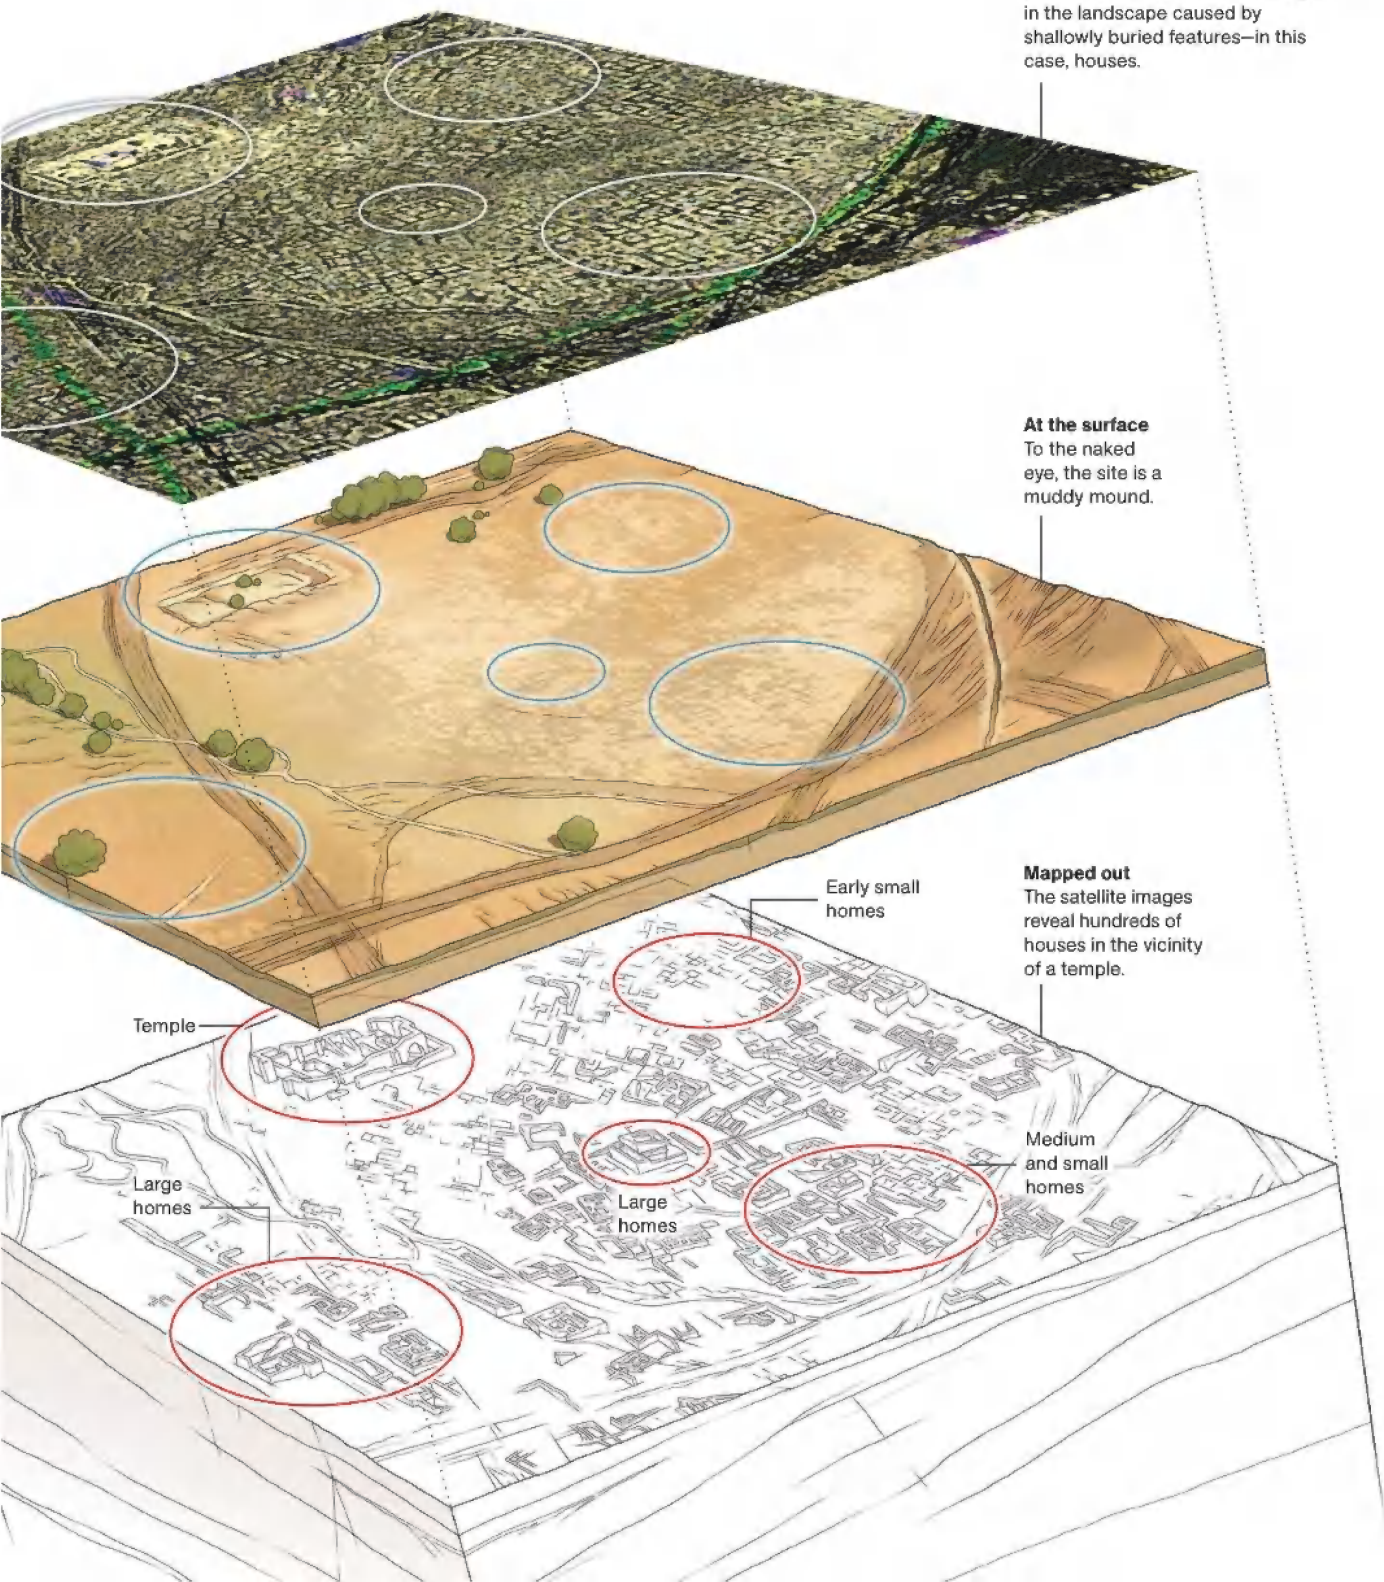 in the landscape caused by
shallowly buried features—in this
case, houses.
At the surface
To the naked
eye, the site is a
muddy mound.
Early small
homes
Mapped out
The satellite images
reveal hundreds of
houses in the vicinity
of a temple.
Temple
Medium
and small
homes
Large
homes
Large
homes